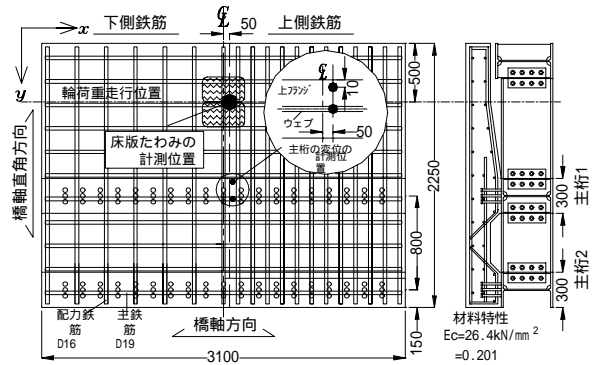 下側鉄筋
℄
50
上側鉄筋
x
y
輪荷重走行位置
床版たわみの
計測位置
℄
上フランジ
10
ウェブ
50
主桁の変位の
計測位置
橋軸直角方向
500
2250
800
150
300
主桁1
300
主桁2
配力鉄筋
D16
主鉄筋
D19
橋軸方向
3100
材料特性
Ec=26.4kN/mm²
=0.201